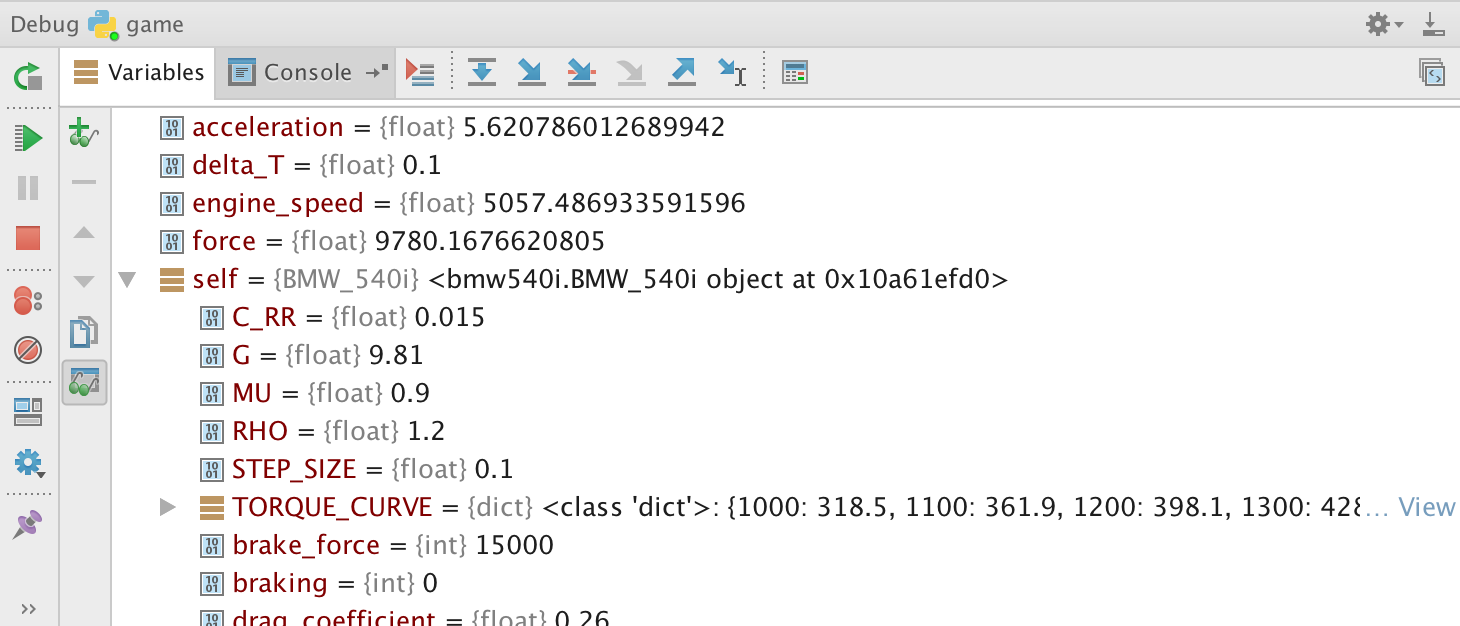 Debug game
Variables Console
acceleration = {float} 5.620786012689942
delta_T = {float} 0.1
engine_speed = {float} 5057.486933591596
force = {float} 9780.1676620805
self = {BMW_540i} <bmw540i.BMW_540i object at 0x10a61efd0>
C_RR = {float} 0.015
G = {float} 9.81
MU = {float} 0.9
RHO = {float} 1.2
STEP_SIZE = {float} 0.1
TORQUE_CURVE = {dict} <class 'dict'>: {1000: 318.5, 1100: 361.9, 1200: 398.1, 1300: 428... View
brake_force = {int} 15000
braking = {int} 0
drag_coefficient = {float} 0.26